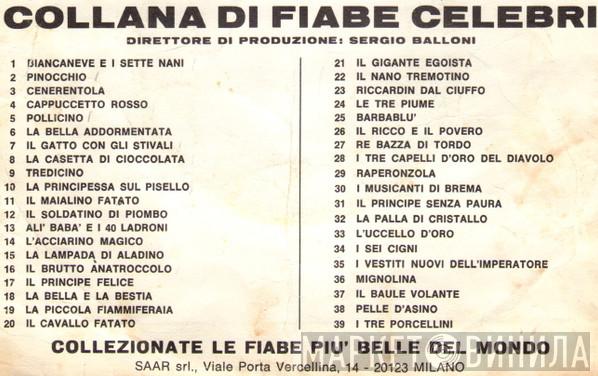 COLLANA DI FIABE CELEBRI
DIRETTORE DI PRODUZIONE: SERGIO BALLONI
1 BIANCANEVE E I SETTE NANI
2 PINOCCHIO
3 CENERENTOLA
4 CAPPUCCETTO ROSSO
5 POLLICINO
6 LA BELLA ADDORMENTATA
7 IL GATTO CON GLI STIVALI
8 LA CASETTA DI CIOCCOLATA
9 TREDICINO
10 LA PRINCIPESSA SUL PISELLO
11 IL MAIALINO FATATO
12 IL SOLDATINO DI PIOMBO
13 ALI' BABA' E I 40 LADRONI
14 L'ACCIARINO MAGICO
15 LA LAMPADA DI ALADINO
16 IL BRUTTO ANATROCCOLO
17 IL PRINCIPE FELICE
18 LA BELLA E LA BESTIA
19 LA PICCOLA FIAMMIFERAIA
20 IL CAVALLO FATATO
21 IL GIGANTE EGOISTA
22 IL NANO TREMOTINO
23 RICCARDIN DAL CIUFFO
24 LE TRE PIUME
25 BARBABLU'
26 IL RICCO E IL POVERO
27 RE BAZZA DI TORDO
28 I TRE CAPELLI D'ORO DEL DIAVOLO
29 RAPERONZOLA
30 I MUSICANTI DI BREMA
31 IL PRINCIPE SENZA PAURA
32 LA PALLA DI CRISTALLO
33 L'UCCELLO D'ORO
34 I SEI CIGNI
35 I VESTITI NUOVI DELL'IMPERATORE
36 MIGNOLINA
37 IL BAULE VOLANTE
38 PELLE D'ASINO
39 I TRE PORCELLINI
COLLEZIONATE LE FIABE PIU' BELLE DEL MONDO
SAAR srl., Viale Porta Vercellina, 14 - 20123 MILANO
МАРКЕТ ВИНИЛА